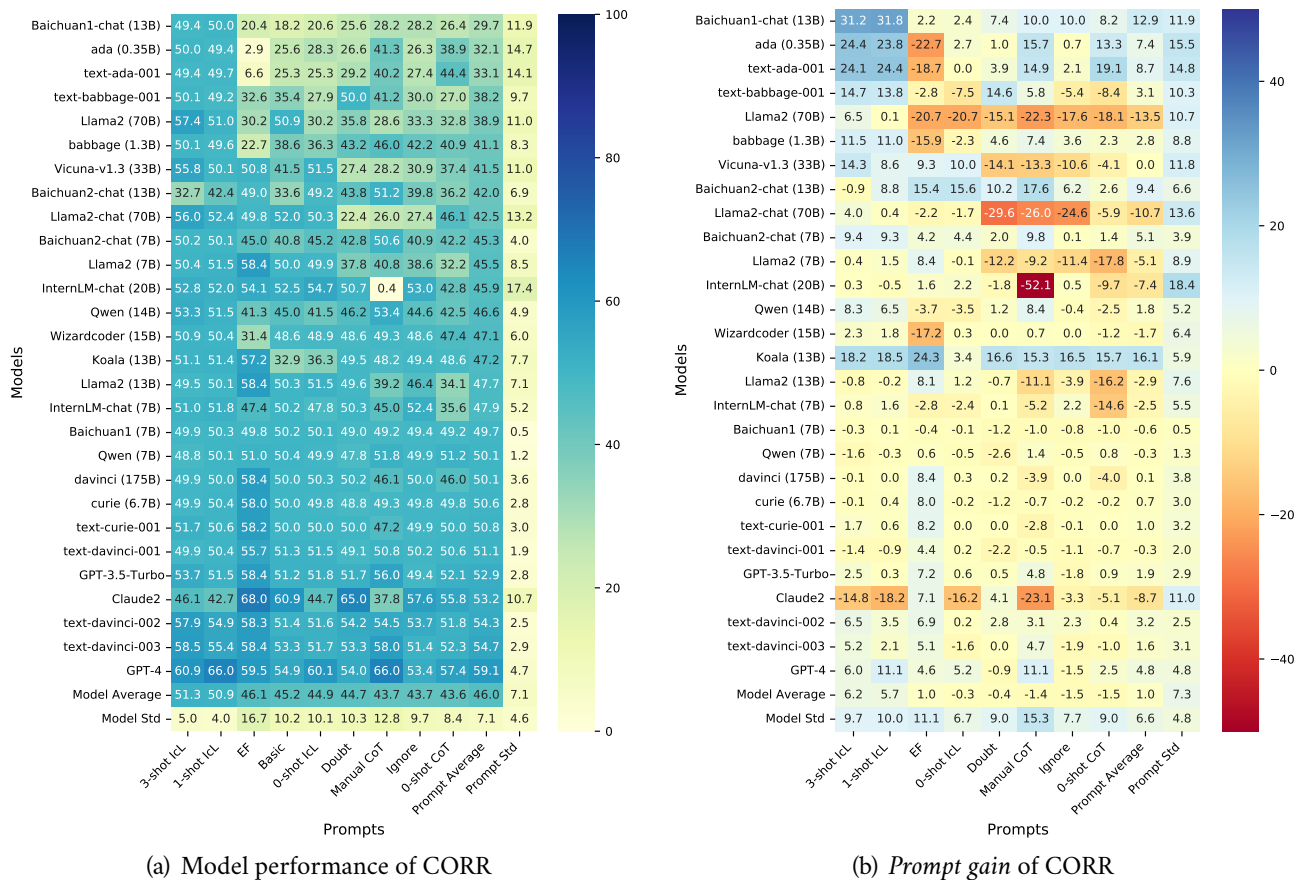 Models
Baichuan1-chat (13B) 49.4 50.0 20.4 18.2 20.6 25.6 28.2 28.2 26.4 29.7 11.9
ada (0.35B) 50.0 49.4 2.9 25.6 28.3 26.6 41.3 26.3 38.9 32.1 14.7
text-ada-001 49.4 49.7 6.6 25.3 25.3 29.2 40.2 27.4 44.4 33.1 14.1
text-babbage-001 50.1 49.2 32.6 35.4 27.9 50.0 41.2 30.0 27.0 38.2 9.7
Llama2 (70B) 57.4 51.0 30.2 50.9 30.2 35.8 28.6 33.3 32.8 38.9 11.0
babbage (1.3B) 50.1 49.6 22.7 38.6 36.3 43.2 46.0 42.2 40.9 41.1 8.3
Vicuna-v1.3 (33B) 55.8 50.1 50.8 41.5 51.5 27.4 28.2 30.9 37.4 41.5 11.0
Baichuan2-chat (13B) 32.7 42.4 49.0 33.6 49.2 43.8 51.2 39.8 36.2 42.0 6.9
Llama2-chat (70B) 56.0 52.4 49.8 52.0 50.3 22.4 26.0 27.4 46.1 42.5 13.2
Baichuan2-chat (7B) 50.2 50.1 45.0 40.8 45.2 42.8 50.6 40.9 42.2 45.3 4.0
Llama2 (7B) 50.4 51.5 58.4 50.0 49.9 37.8 40.8 38.6 32.2 45.5 8.5
InternLM-chat (20B) 52.8 52.0 54.1 52.5 54.7 50.7 0.4 53.0 42.8 45.9 17.4
Qwen (14B) 53.3 51.5 41.3 45.0 41.5 46.2 53.4 44.6 42.5 46.6 4.9
Wizardcoder (15B) 50.9 50.4 31.4 48.6 48.9 48.6 49.3 48.6 47.4 47.1 6.0
Koala (13B) 51.1 51.4 57.2 32.9 36.3 49.5 48.2 49.4 48.6 47.2 7.7
Llama2 (13B) 49.5 50.1 58.4 50.3 51.5 49.6 39.2 46.4 34.1 47.7 7.1
InternLM-chat (7B) 51.0 51.8 47.4 50.2 47.8 50.3 45.0 52.4 35.6 47.9 5.2
Baichuan1 (7B) 49.9 50.3 49.8 50.2 50.1 49.0 49.2 49.4 49.2 49.7 0.5
Qwen (7B) 48.8 50.1 51.0 50.4 49.9 47.8 51.8 49.9 51.2 50.1 1.2
davinci (175B) 49.9 50.0 58.4 50.0 50.3 50.2 46.1 50.0 46.0 50.1 3.6
curie (6.7B) 49.9 50.4 58.0 50.0 49.8 48.8 49.3 49.8 49.8 50.6 2.8
text-curie-001 51.7 50.6 58.2 50.0 50.0 50.0 47.2 49.9 50.0 50.8 3.0
text-davinci-001 49.9 50.4 55.7 51.3 51.5 49.1 50.8 50.2 50.6 51.1 1.9
GPT-3.5-Turbo 53.7 51.5 58.4 51.2 51.8 51.7 56.0 49.4 52.1 52.9 2.8
Claude2 46.1 42.7 68.0 60.9 44.7 65.0 37.8 57.6 55.8 53.2 10.7
text-davinci-002 57.9 54.9 58.3 51.4 51.6 54.2 54.5 53.7 51.8 54.3 2.5
text-davinci-003 58.5 55.4 58.4 53.3 51.7 53.3 58.0 51.4 52.3 54.7 2.9
GPT-4 60.9 66.0 59.5 54.9 60.1 54.0 66.0 53.4 57.4 59.1 4.7
Model Average 51.3 50.9 46.1 45.2 44.9 44.7 43.7 43.7 43.6 46.0 7.1
Model Std 5.0 4.0 16.7 10.2 10.1 10.3 12.8 9.7 8.4 7.1 4.6
3-shot IcL 1-shot IcL EF Basic 0-shot IcL Doubt Manual CoT Ignore 0-shot CoT Prompt Average Prompt Std
Prompts
100
80
60
40
20
0
(a) Model performance of CORR
Models
Baichuan1-chat (13B) 31.2 31.8 2.2 2.4 7.4 10.0 10.0 8.2 12.9 11.9
ada (0.35B) 24.4 23.8 -22.7 2.7 1.0 15.7 0.7 13.3 7.4 15.5
text-ada-001 24.1 24.4 -18.7 0.0 3.9 14.9 2.1 19.1 8.7 14.8
text-babbage-001 14.7 13.8 -2.8 -7.5 14.6 5.8 -5.4 -8.4 3.1 10.3
Llama2 (70B) 6.5 0.1 -20.7 -20.7 -15.1 -22.3 -17.6 -18.1 -13.5 10.7
babbage (1.3B) 11.5 11.0 -15.9 -2.3 4.6 7.4 3.6 2.3 2.8 8.8
Vicuna-v1.3 (33B) 14.3 8.6 9.3 10.0 -14.1 -13.3 -10.6 -4.1 0.0 11.8
Baichuan2-chat (13B) -0.9 8.8 15.4 15.6 10.2 17.6 6.2 2.6 9.4 6.6
Llama2-chat (70B) 4.0 0.4 -2.2 -1.7 -29.6 -26.0 -24.6 -5.9 -10.7 13.6
Baichuan2-chat (7B) 9.4 9.3 4.2 4.4 2.0 9.8 0.1 1.4 5.1 3.9
Llama2 (7B) 0.4 1.5 8.4 -0.1 -12.2 -9.2 -11.4 -17.8 -5.1 8.9
InternLM-chat (20B) 0.3 -0.5 1.6 2.2 -1.8 -52.1 0.5 -9.7 -7.4 18.4
Qwen (14B) 8.3 6.5 -3.7 -3.5 1.2 8.4 -0.4 -2.5 1.8 5.2
Wizardcoder (15B) 2.3 1.8 -17.2 0.3 0.0 0.7 0.0 -1.2 -1.7 6.4
Koala (13B) 18.2 18.5 24.3 3.4 16.6 15.3 16.5 15.7 16.1 5.9
Llama2 (13B) -0.8 -0.2 8.1 1.2 -0.7 -11.1 -3.9 -16.2 -2.9 7.6
InternLM-chat (7B) 0.8 1.6 -2.8 -2.4 0.1 -5.2 2.2 -14.6 -2.5 5.5
Baichuan1 (7B) -0.3 0.1 -0.4 -0.1 -1.2 -1.0 -0.8 -1.0 -0.6 0.5
Qwen (7B) -1.6 -0.3 0.6 -0.5 -2.6 1.4 -0.5 0.8 -0.3 1.3
davinci (175B) -0.1 0.0 8.4 0.3 0.2 -3.9 0.0 -4.0 0.1 3.8
curie (6.7B) -0.1 0.4 8.0 -0.2 -1.2 -0.7 -0.2 -0.2 0.7 3.0
text-curie-001 1.7 0.6 8.2 0.0 0.0 -2.8 -0.1 0.0 1.0 3.2
text-davinci-001 -1.4 -0.9 4.4 0.2 -2.2 -0.5 -1.1 -0.7 -0.3 2.0
GPT-3.5-Turbo 2.5 0.3 7.2 0.6 0.5 4.8 -1.8 0.9 1.9 2.9
Claude2 -14.8 -18.2 7.1 -16.2 4.1 -23.1 -3.3 -5.1 -8.7 11.0
text-davinci-002 6.5 3.5 6.9 0.2 2.8 3.1 2.3 0.4 3.2 2.5
text-davinci-003 5.2 2.1 5.1 -1.6 0.0 4.7 -1.9 -1.0 1.6 3.1
GPT-4 6.0 11.1 4.6 5.2 -0.9 11.1 -1.5 2.5 4.8 4.8
Model Average 6.2 5.7 1.0 -0.3 -0.4 -1.4 -1.5 -1.5 1.0 7.3
Model Std 9.7 10.0 11.1 6.7 9.0 15.3 7.7 9.0 6.6 4.8
3-shot IcL 1-shot IcL EF 0-shot IcL Doubt Manual CoT Ignore 0-shot CoT Prompt Average Prompt Std
Prompts
40
20
0
−20
−40
(b) Prompt gain of CORR